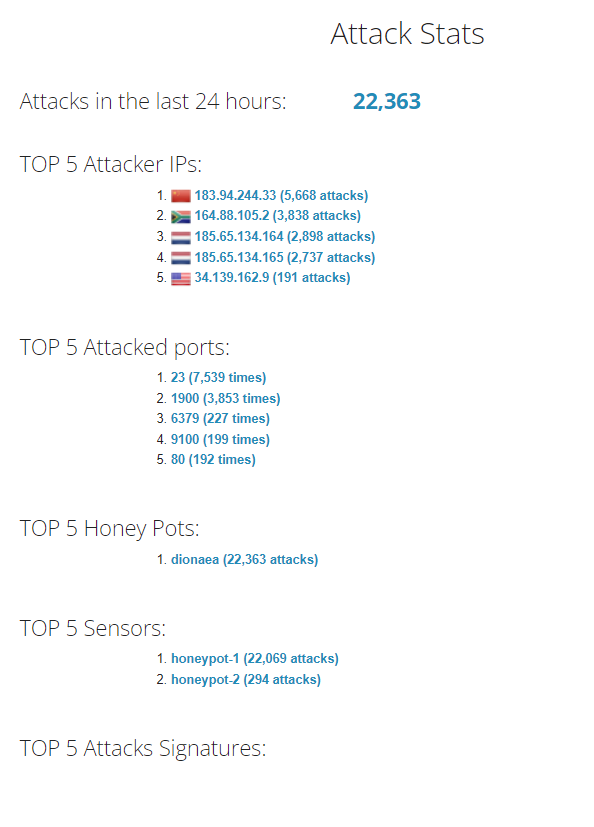 Attack Stats
Attacks in the last 24 hours: 22,363
TOP 5 Attacker IPs:
1. 183.94.244.33 (5,668 attacks)
2. 164.88.105.2 (3,838 attacks)
3. 185.65.134.164 (2,898 attacks)
4. 185.65.134.165 (2,737 attacks)
5. 34.139.162.9 (191 attacks)
TOP 5 Attacked ports:
1. 23 (7,539 times)
2. 1900 (3,853 times)
3. 6379 (227 times)
4. 9100 (199 times)
5. 80 (192 times)
TOP 5 Honey Pots:
1. dionaea (22,363 attacks)
TOP 5 Sensors:
1. honeypot-1 (22,069 attacks)
2. honeypot-2 (294 attacks)
TOP 5 Attacks Signatures: